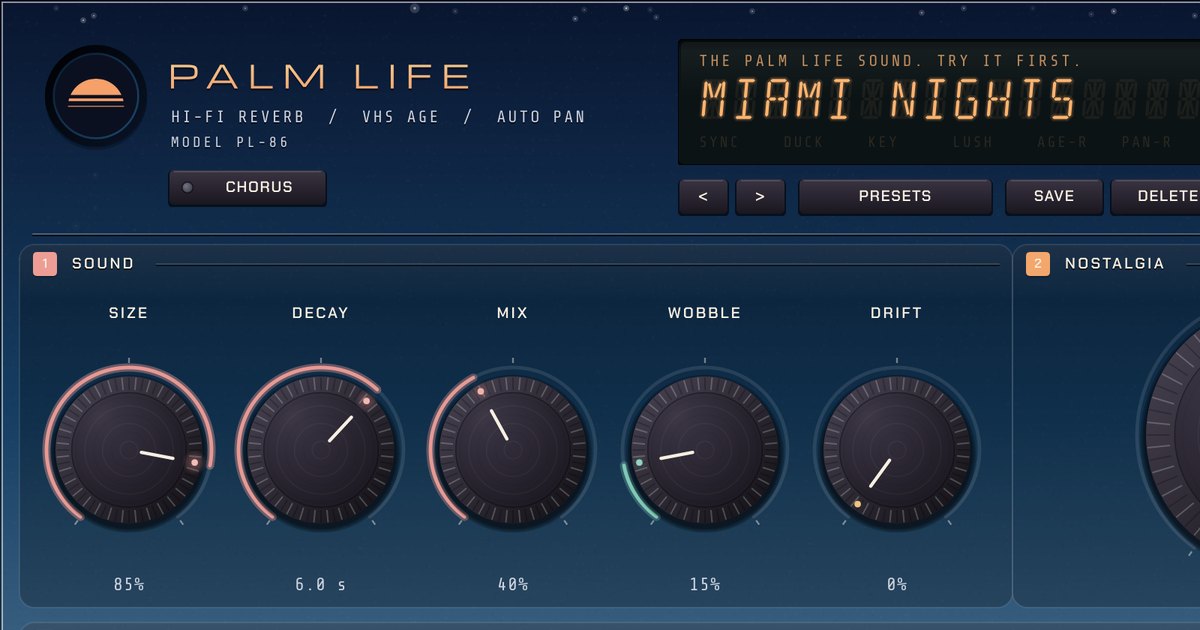 PALM LIFE
HI-FI REVERB / VHS AGE / AUTO PAN
MODEL PL-86
CHORUS
THE PALM LIFE SOUND. TRY IT FIRST.
MIAMI NIGHTS
SYNC DUCK KEY LUSH AGE-R PAN-R
< > PRESETS SAVE DELETE
1 SOUND
2 NOSTALGIA
SIZE DECAY MIX WOBBLE DRIFT
85% 6.0 s 40% 15% 0%